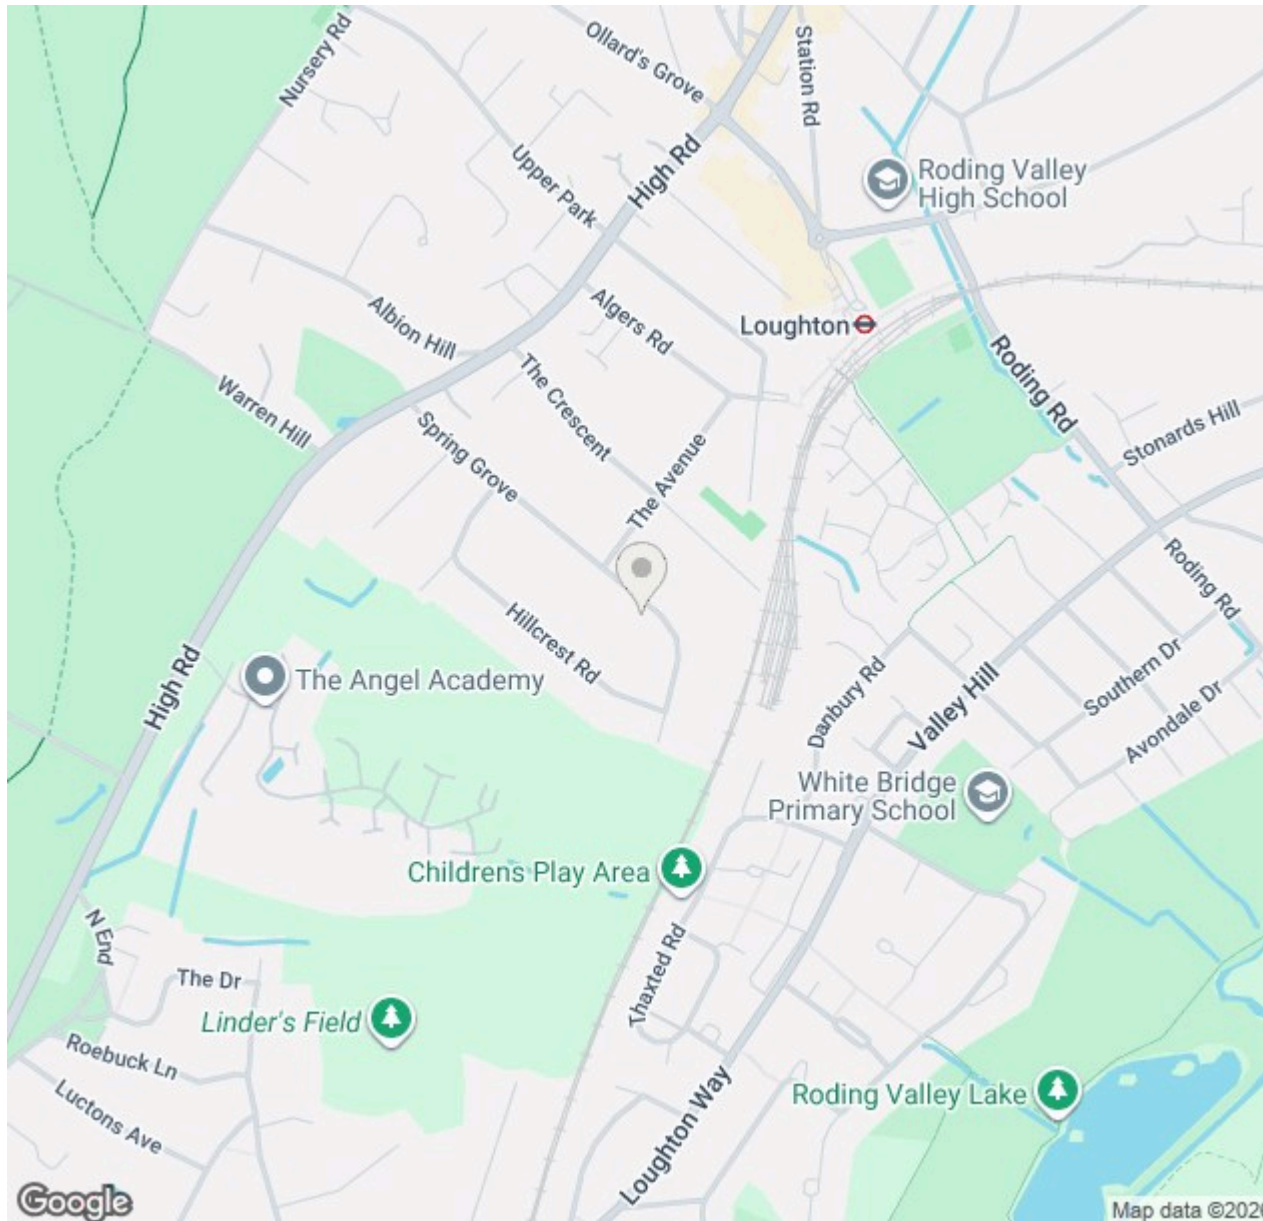 Nursery Rd
Ollard's Grove
Station Rd
High Rd
Upper Park
Roding Valley
High School
Albion Hill
Algers Rd
Loughton
Roding Rd
Warren Hill
The Crescent
Spring Grove
The Avenue
Stonards Hill
Roding Rd
Hillcrest Rd
High Rd
The Angel Academy
Danbury Rd
Valley Hill
Southern Dr
Avondale Dr
White Bridge
Primary School
Childrens Play Area
N End
The Dr
Thaxted Rd
Linder's Field
Roebuck Ln
Luctons Ave
Roding Valley Lake
Loughton Way
Google
Map data ©2026